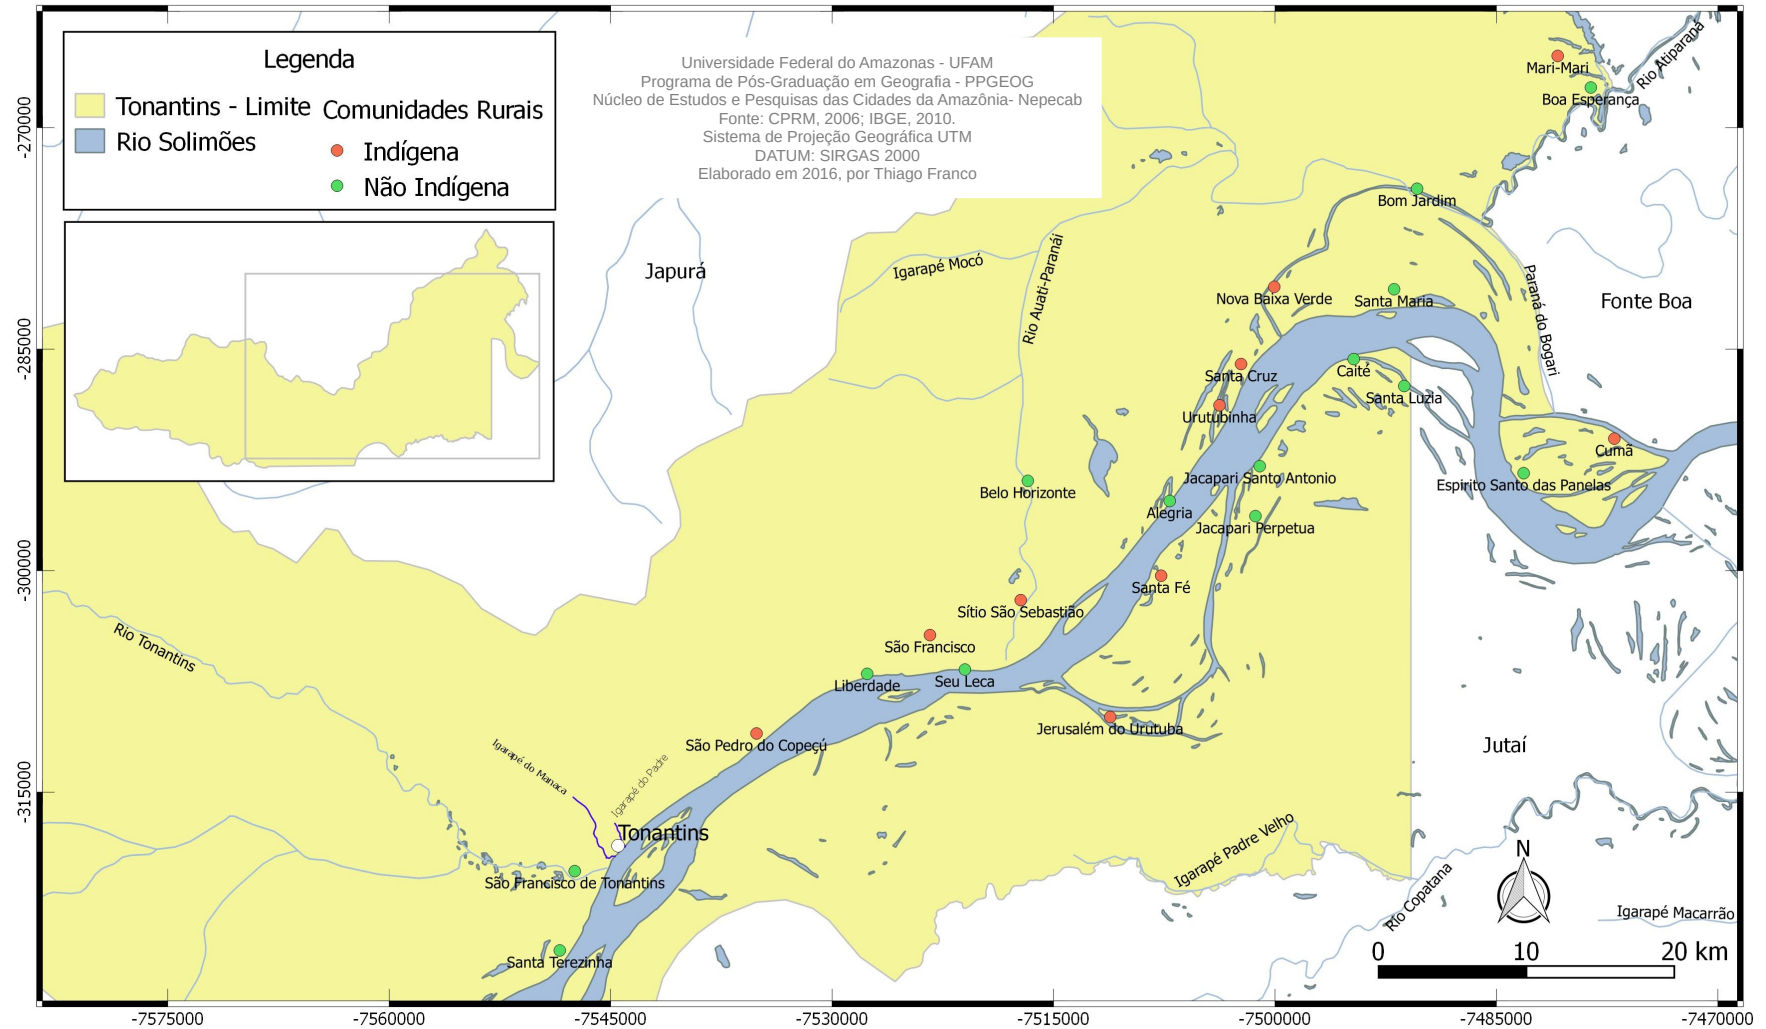 Legenda
Tonantins - Limite
Rio Solimões
Comunidades Rurais
Indígena
Não Indígena
Universidade Federal do Amazonas - UFAM
Programa de Pós-Graduação em Geografia - PPGEOG
Núcleo de Estudos e Pesquisas das Cidades da Amazônia- Nepecab
Fonte: CPRM, 2006; IBGE, 2010.
Sistema de Projeção Geográfica UTM
DATUM: SIRGAS 2000
Elaborado em 2016, por Thiago Franco
Mari-Mari
Boa Esperança
Rio Atiparaná
Bom Jardim
Japurá
Igarapé Mocó
Rio Auati-Paranái
Nova Baixa Verde
Santa Maria
Paraná do Bogari
Fonte Boa
Santa Cruz
Caité
Santa Luzia
Urutubinha
Cumã
Jacapari Santo Antonio
Espirito Santo das Panelas
Belo Horizonte
Alegria
Jacapari Perpetua
Santa Fé
Sítio São Sebastião
São Francisco
Rio Tonantins
Liberdade
Seu Leca
Jerusalém do Urutuba
São Pedro do Copeçú
Jutaí
Igarapé do Manaca
Igarapé do Padre
Tonantins
Igarapé Padre Velho
São Francisco de Tonantins
Rio Copatana
Igarapé Macarrão
Santa Terezinha
N
0 10 20 km
-270000
-285000
-300000
-315000
-7575000 -7560000 -7545000 -7530000 -7515000 -7500000 -7485000 -7470000